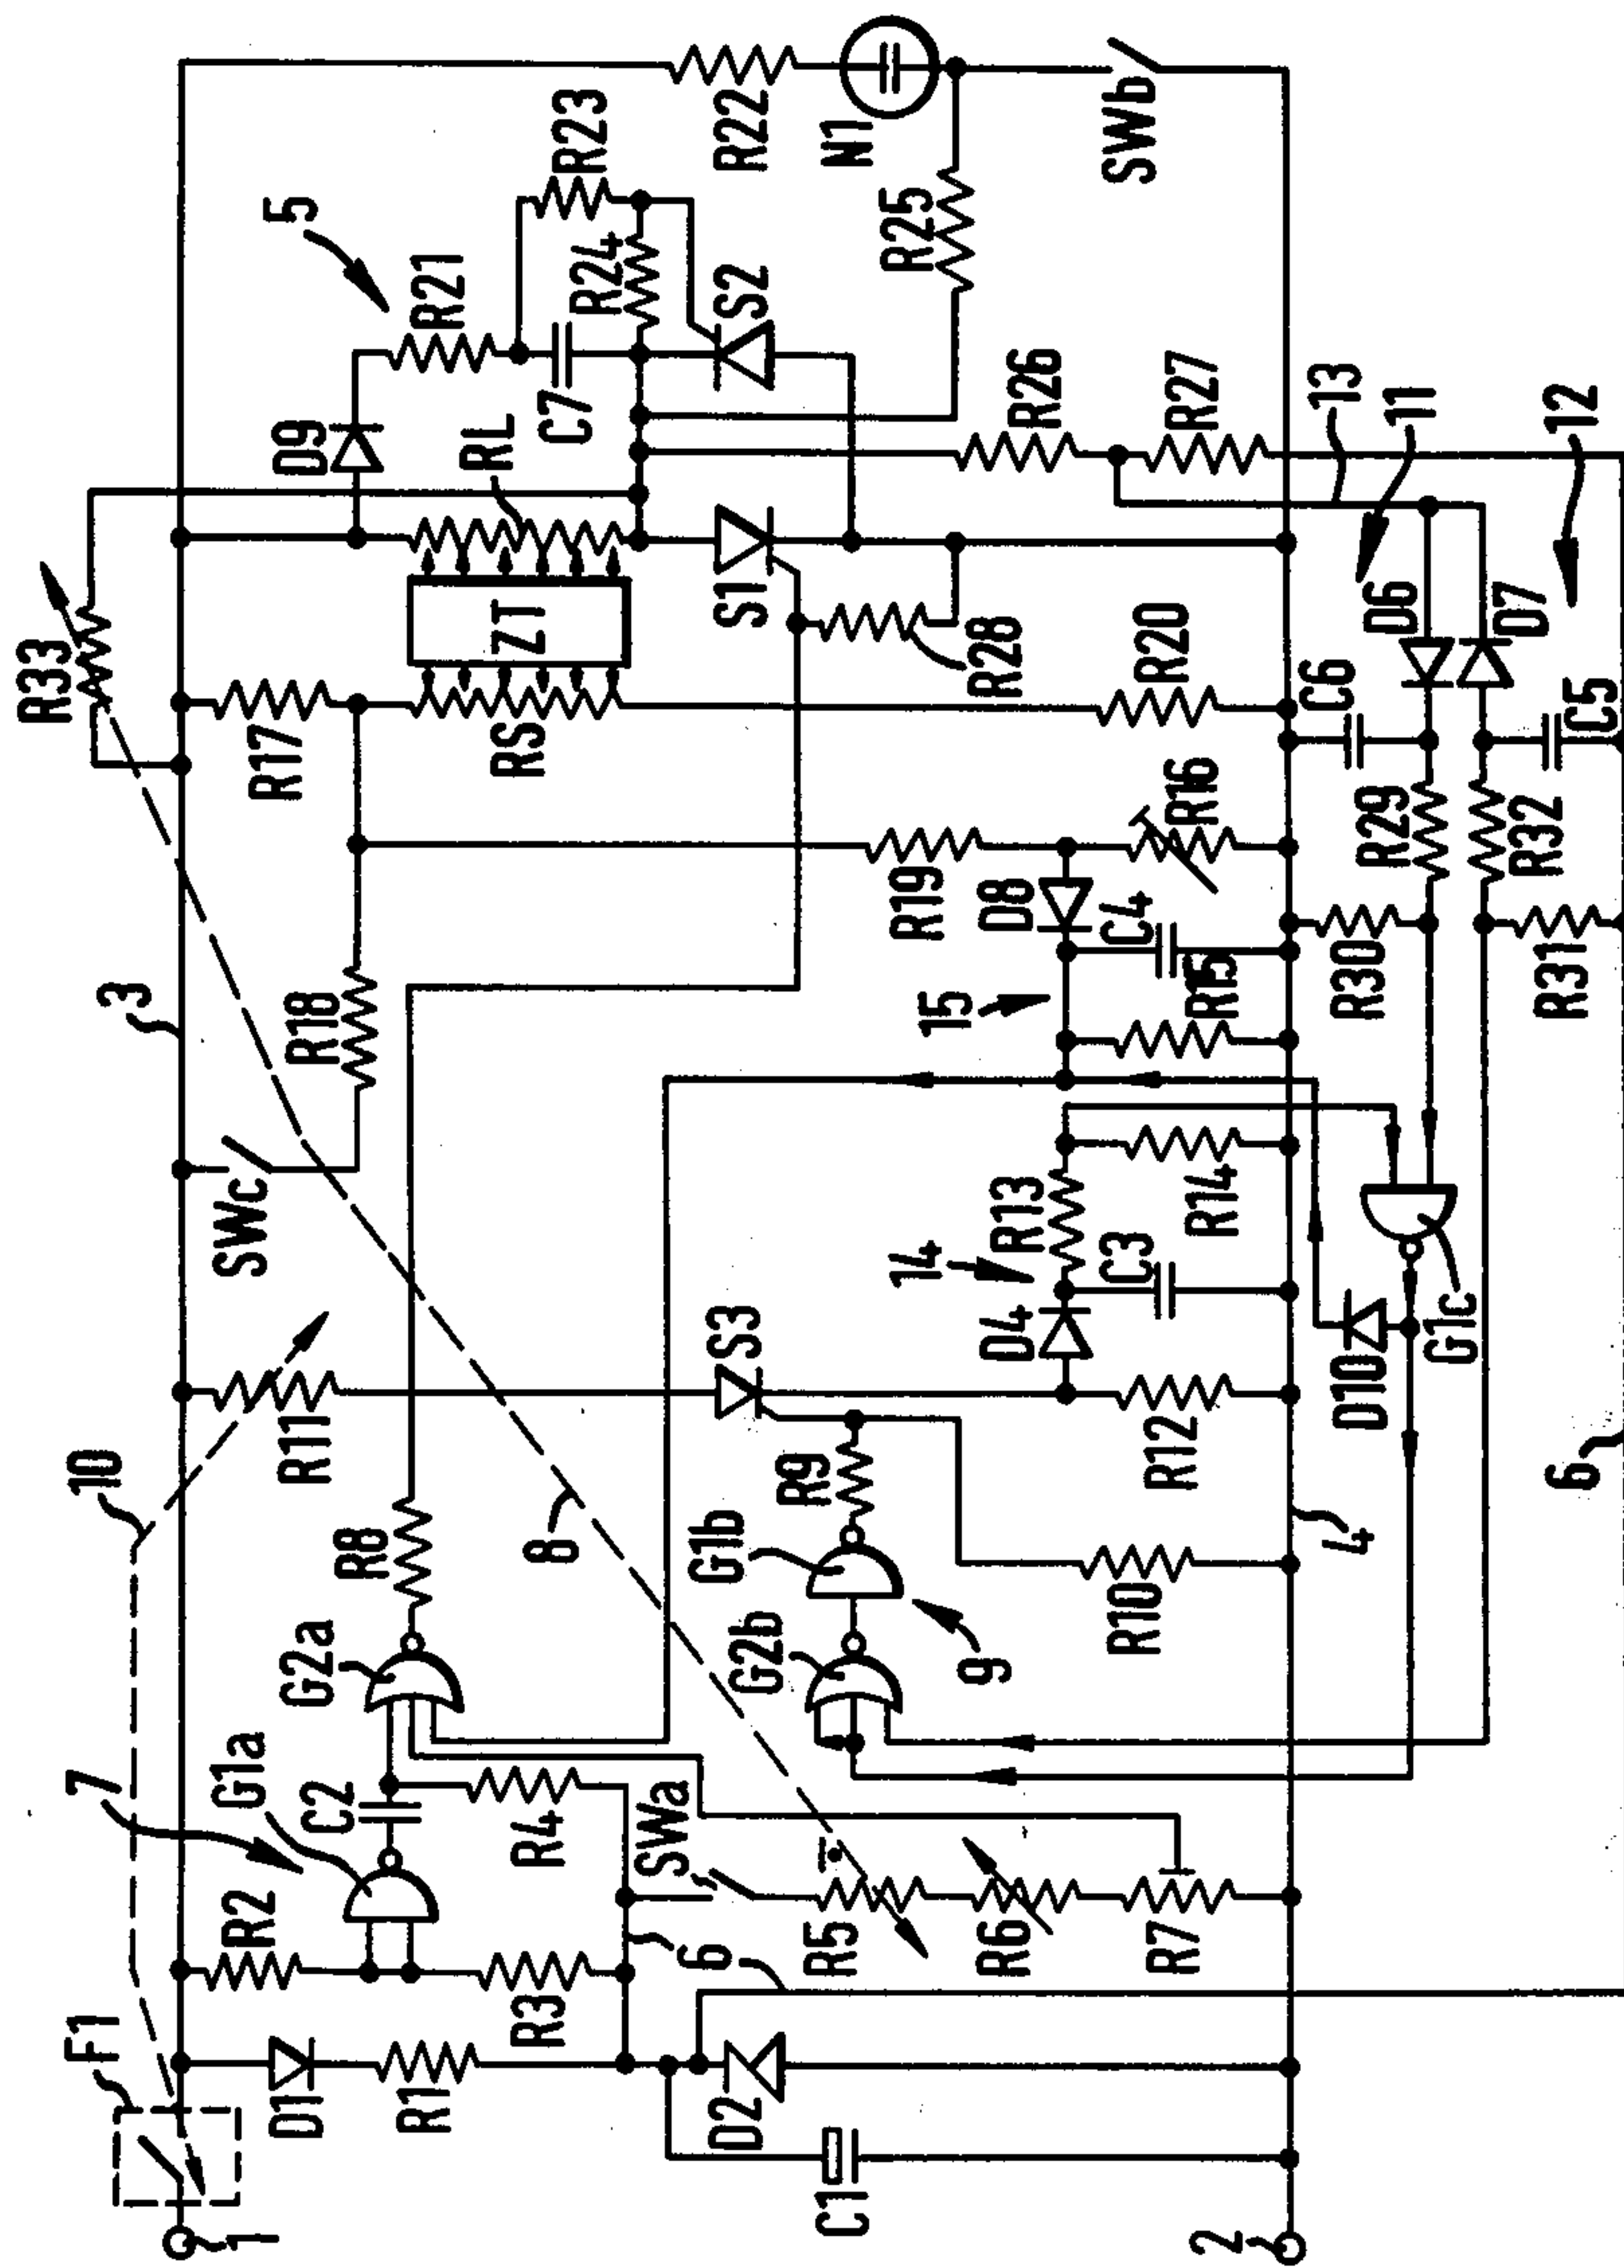 R33
3
10
7
F1
1
R17
D9
R21
5
R23
R22
N1
SWb
RL
ZT
RS
C7
R24
S2
R25
S1
R28
R26
R27
R20
13
11
12
D6
D7
C6
C5
R29
R32
R30
R31
R16
R19
D8
C4
R15
15
R18
SWc
R11
R8
G2a
G1a
C2
R2
R4
R3
D1
R1
8
S3
R9
G1b
G2b
9
R10
R12
D4
14
R13
C3
R14
4
D10
G1c
6
SWa
R5
R6
R7
6
D2
C1
2